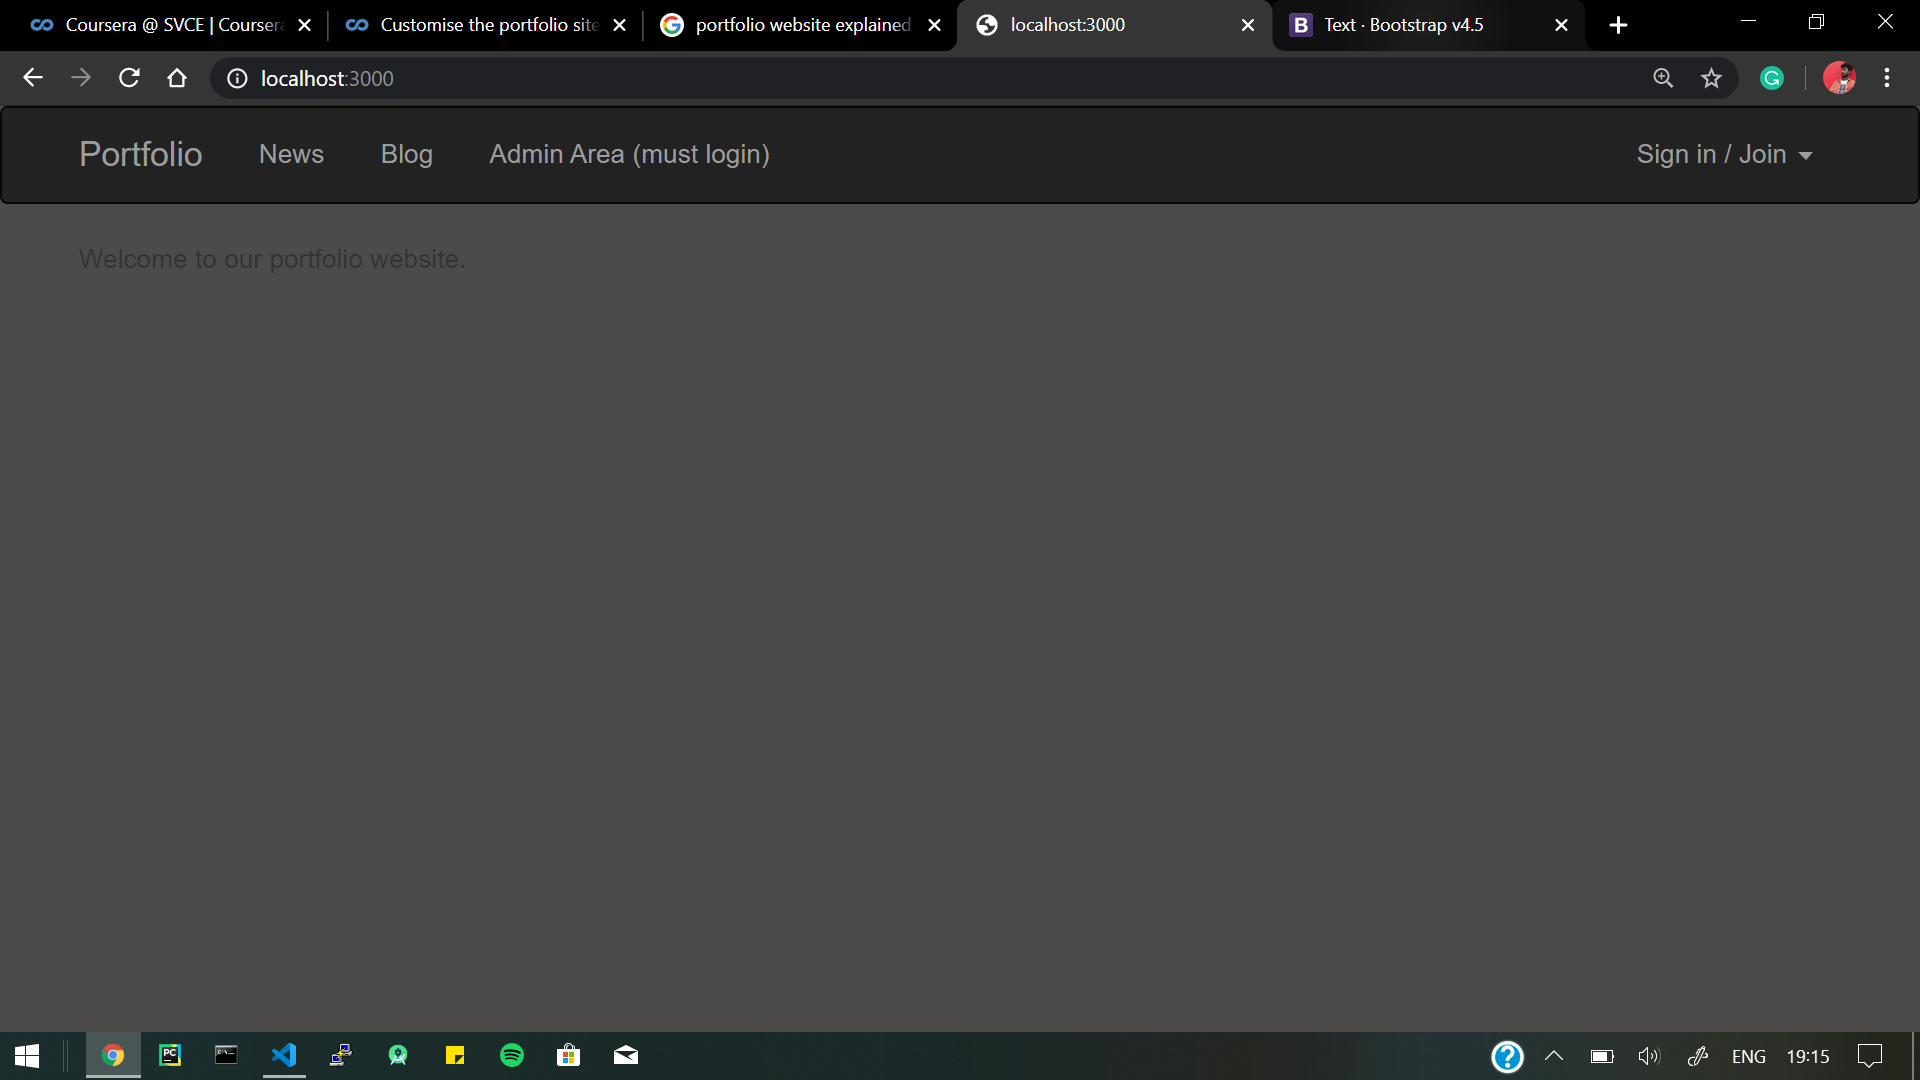 Coursera @ SVCE | Coursera
Customise the portfolio site
portfolio website explained
localhost:3000
Text · Bootstrap v4.5
localhost:3000
Portfolio
News
Blog
Admin Area (must login)
Sign in / Join
Welcome to our portfolio website.
ENG
19:15